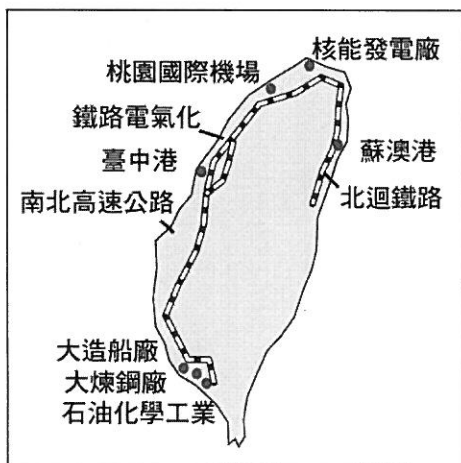 核能發電廠
桃園國際機場
鐵路電氣化
臺中港
蘇澳港
南北高速公路
北迴鐵路
大造船廠
大煉鋼廠
石油化學工業